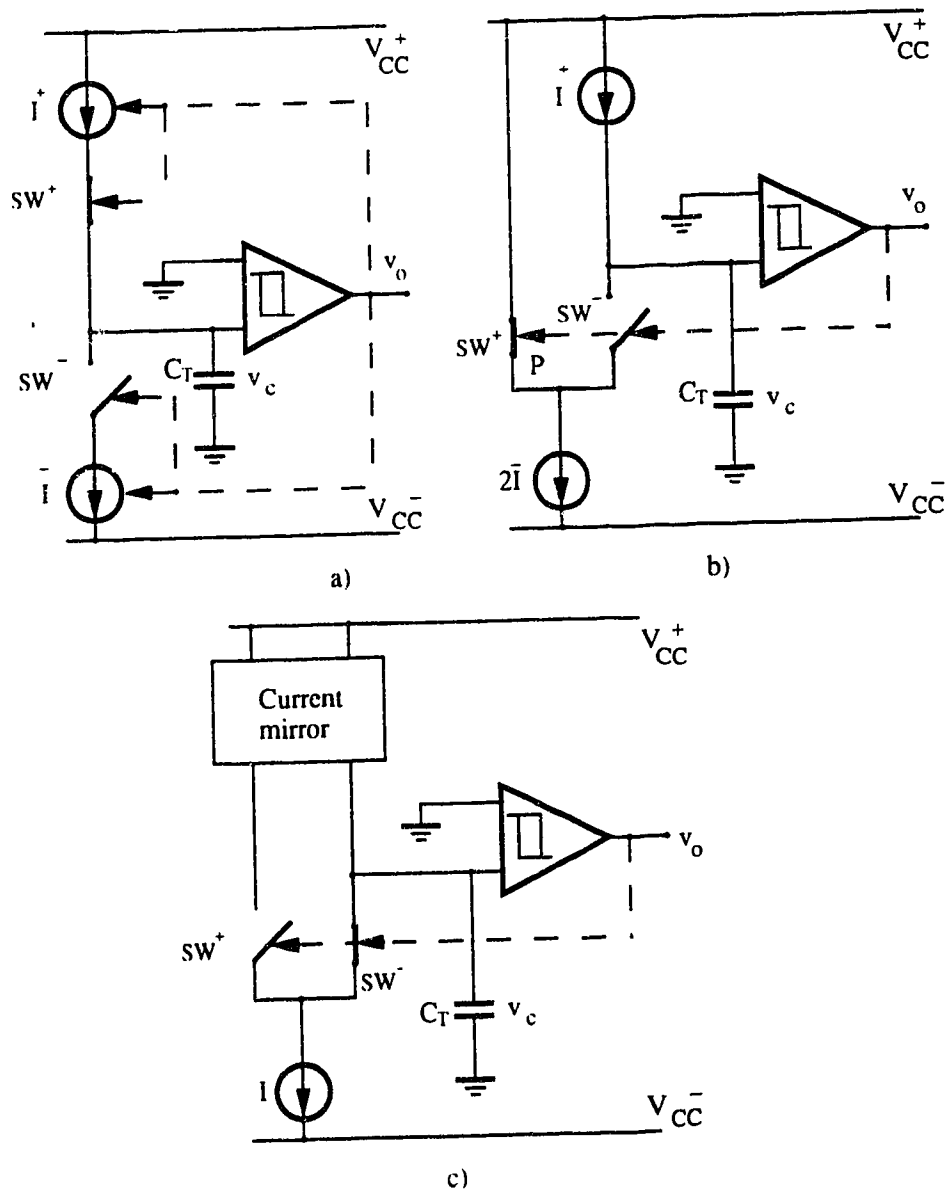 V_CC^+
I^+
SW^+
v_o
SW^-
C_T v_c
I^-
V_CC^-
a)
V_CC^+
I^+
v_o
SW^-
SW^+
P
C_T v_c
2I^-
V_CC^-
b)
V_CC^+
Current
mirror
v_o
SW^+
SW^-
C_T v_c
I
V_CC^-
c)